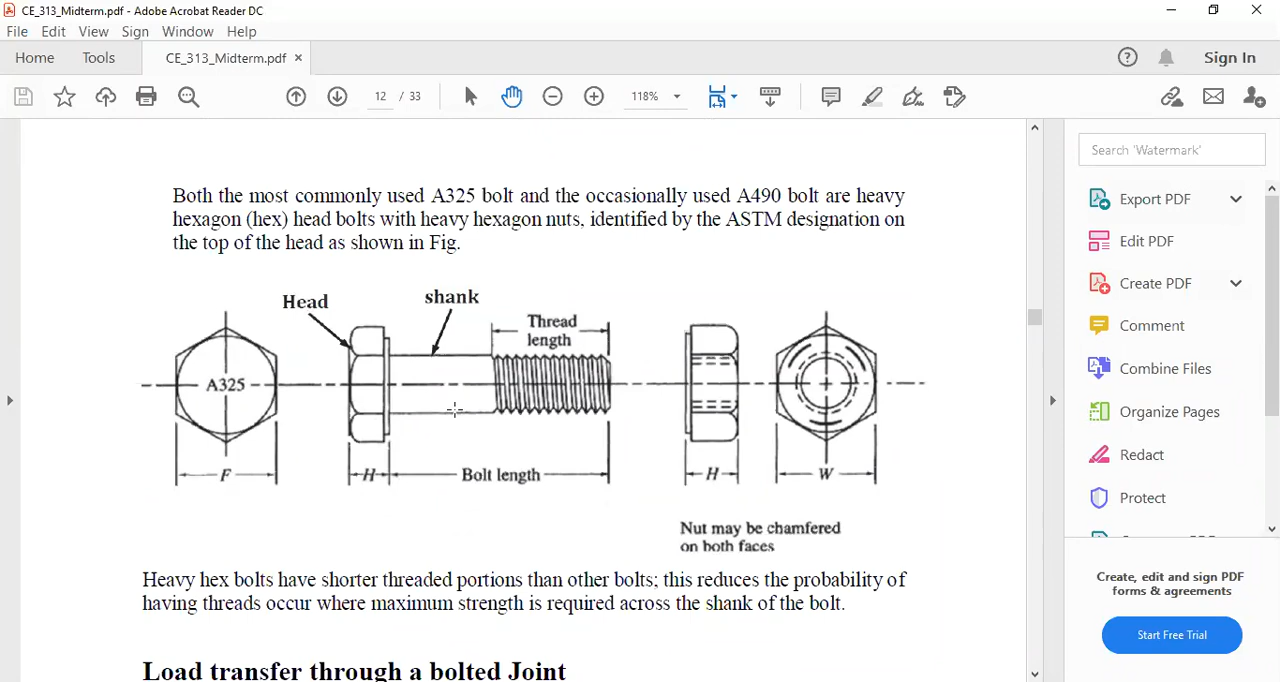 CE_313_Midterm.pdf - Adobe Acrobat Reader DC
File Edit View Sign Window Help
Home Tools CE_313_Midterm.pdf × Sign In
12 / 33 118%
Both the most commonly used A325 bolt and the occasionally used A490 bolt are heavy
hexagon (hex) head bolts with heavy hexagon nuts, identified by the ASTM designation on
the top of the head as shown in Fig.
Head
shank
Thread
length
A325
F
H
Bolt length
H
W
Nut may be chamfered
on both faces
Heavy hex bolts have shorter threaded portions than other bolts; this reduces the probability of
having threads occur where maximum strength is required across the shank of the bolt.
Load transfer through a bolted Joint
Search 'Watermark'
Export PDF
Edit PDF
Create PDF
Comment
Combine Files
Organize Pages
Redact
Protect
Create, edit and sign PDF
forms & agreements
Start Free Trial